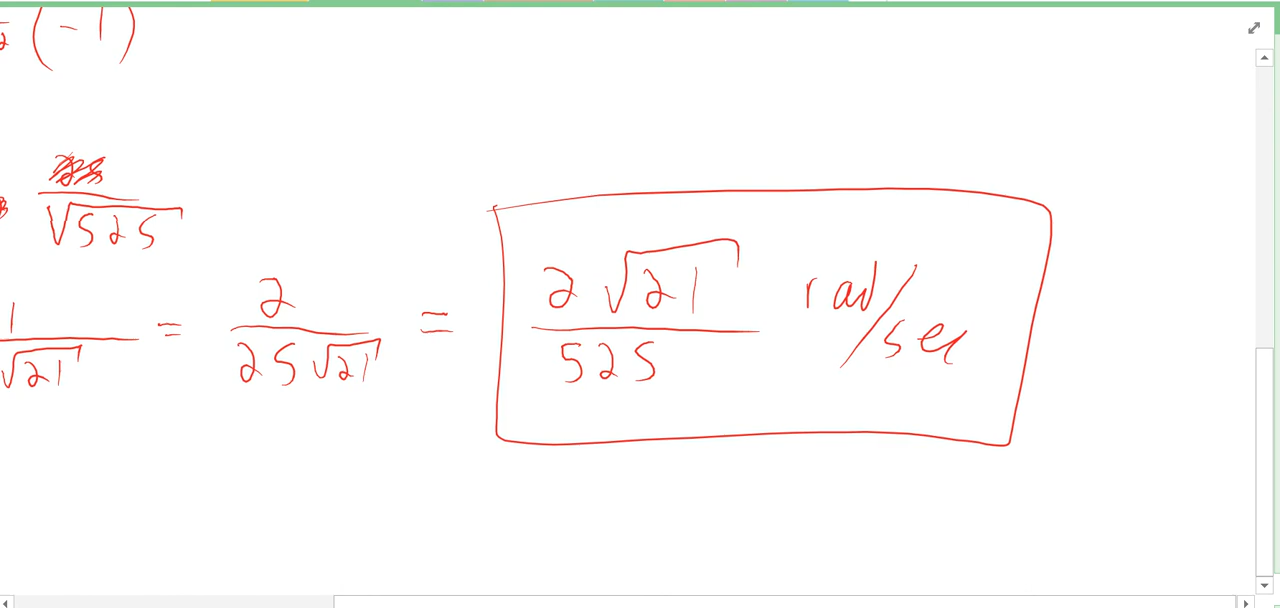 (-1)
√525
1/√21 = 2/(25√21) = 2√21/525 rad/sec